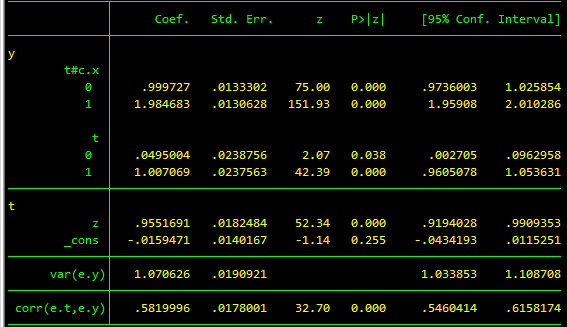 Coef. Std. Err. z P>|z| [95% Conf. Interval]
y
t#c.x
0 .999727 .0133302 75.00 0.000 .9736003 1.025854
1 1.984683 .0130628 151.93 0.000 1.95908 2.010286
t
0 .0495004 .0238756 2.07 0.038 .002705 .0962958
1 1.007069 .0237563 42.39 0.000 .9605078 1.053631
t
z .9551691 .0182484 52.34 0.000 .9194028 .9909353
_cons -.0159471 .0140167 -1.14 0.255 -.0434193 .0115251
var(e.y) 1.070626 .0190921 1.033853 1.108708
corr(e.t,e.y) .5819996 .0178001 32.70 0.000 .5460414 .6158174